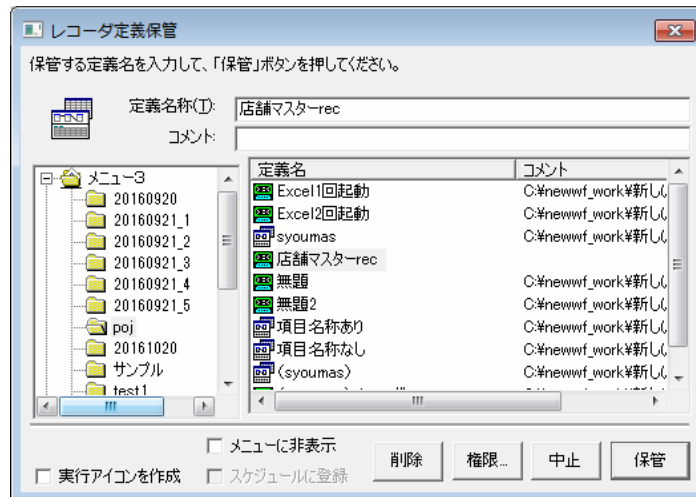 レコーダ定義保管
保管する定義名を入力して、「保管」ボタンを押してください。
定義名称(T): 店舗マスターrec
コメント:
メニュー3
20160920
20160921_1
20160921_2
20160921_3
20160921_4
20160921_5
poj
20161020
サンプル
test1
定義名 コメント
Excel1回起動 C:¥newwf_work¥新し
Excel2回起動 C:¥newwf_work¥新し
syoumas C:¥newwf_work¥新し
店舗マスターrec
無題 C:¥newwf_work¥新し
無題2 C:¥newwf_work¥新し
項目名称あり C:¥newwf_work¥新し
項目名称なし C:¥newwf_work¥新し
(syoumas) C:¥newwf_work¥新し
メニューに非表示
実行アイコンを作成 スケジュールに登録
削除 権限... 中止 保管